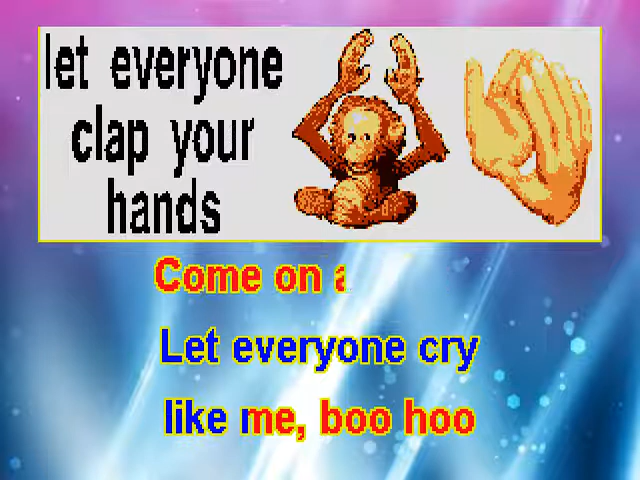 let everyone
clap your
hands
Come on
Let everyone cry
like me, boo hoo